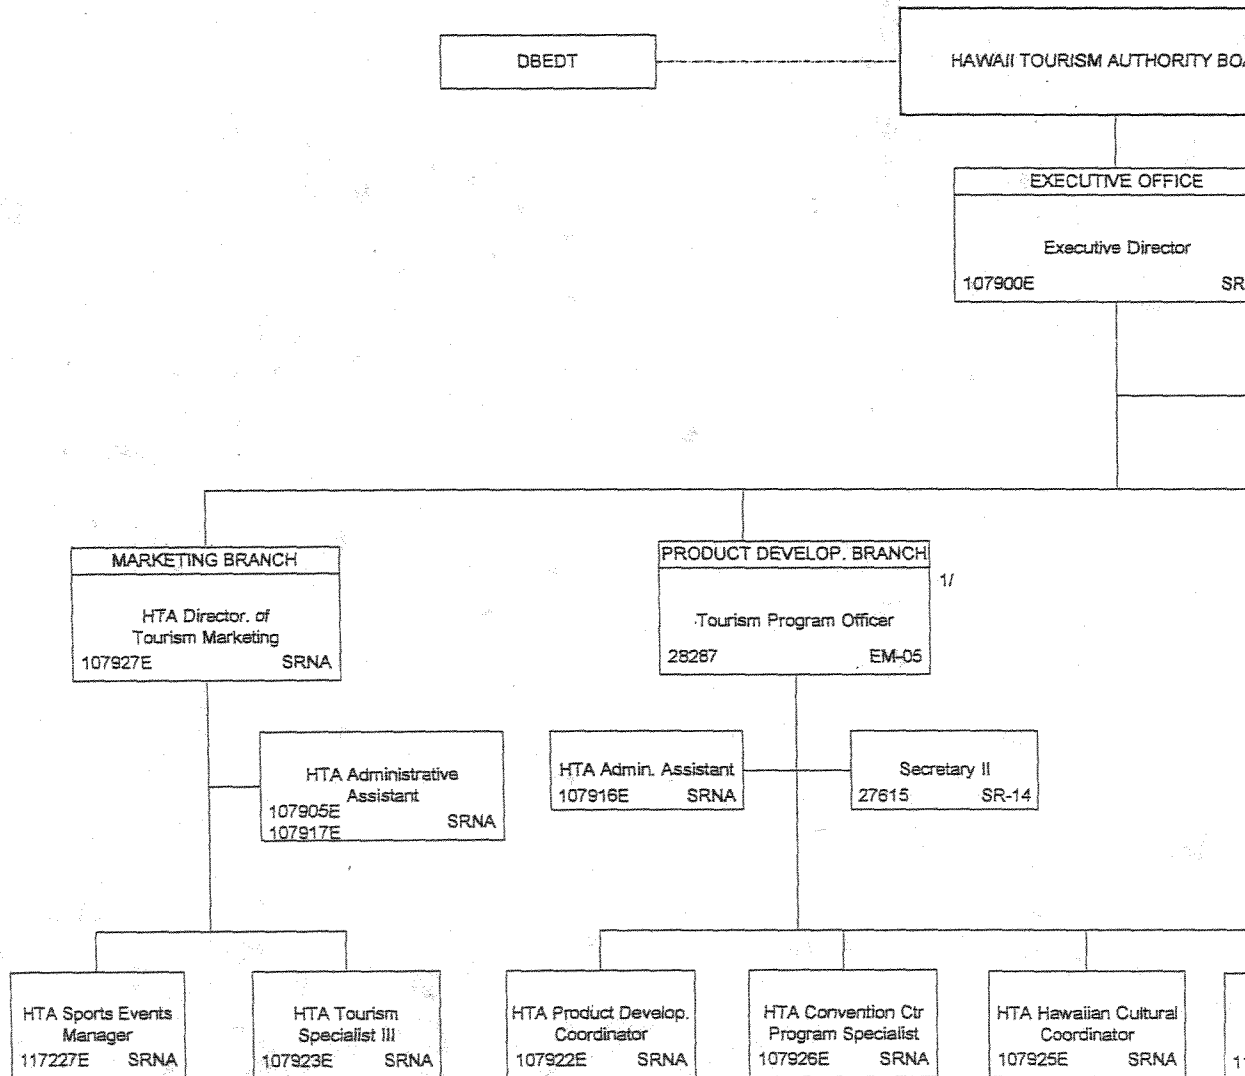 DBEDT
HAWAII TOURISM AUTHORITY
EXECUTIVE OFFICE
Executive Director
107900E SR
MARKETING BRANCH
HTA Director. of
Tourism Marketing
107927E SRNA
PRODUCT DEVELOP. BRANCH
1/
Tourism Program Officer
28287 EM-05
HTA Administrative
Assistant
107905E
107917E
SRNA
HTA Admin. Assistant
107916E SRNA
Secretary II
27615 SR-14
HTA Sports Events
Manager
117227E SRNA
HTA Tourism
Specialist III
107923E SRNA
HTA Product Develop.
Coordinator
107922E SRNA
HTA Convention Ctr
Program Specialist
107926E SRNA
HTA Hawaiian Cultural
Coordinator
107925E SRNA
11